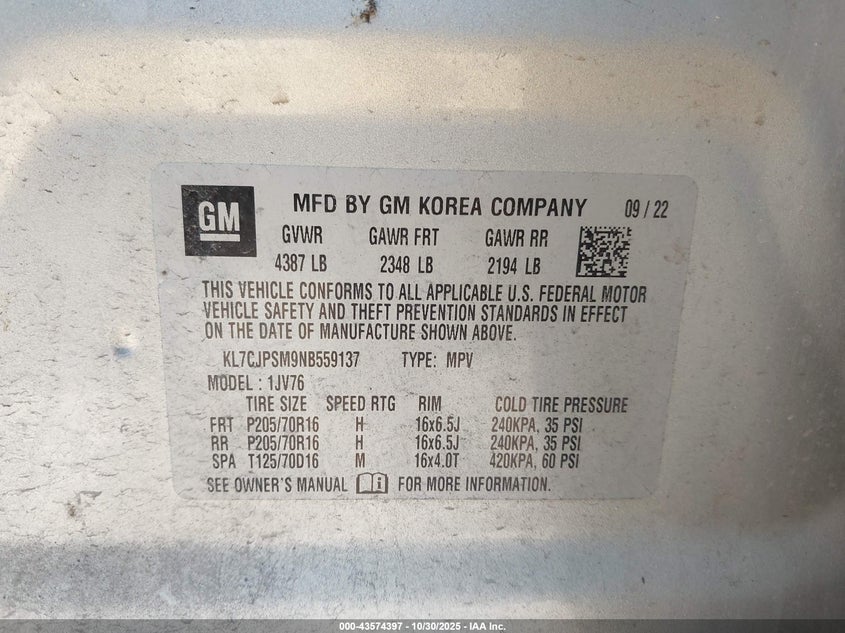 GM
MFD BY GM KOREA COMPANY 09 / 22
GVWR GAWR FRT GAWR RR
4387 LB 2348 LB 2194 LB
THIS VEHICLE CONFORMS TO ALL APPLICABLE U.S. FEDERAL MOTOR
VEHICLE SAFETY AND THEFT PREVENTION STANDARDS IN EFFECT
ON THE DATE OF MANUFACTURE SHOWN ABOVE.
KL7CJPSM9NB559137 TYPE: MPV
MODEL : 1JV76
TIRE SIZE SPEED RTG RIM COLD TIRE PRESSURE
FRT P205/70R16 H 16x6.5J 240KPA, 35 PSI
RR P205/70R16 H 16x6.5J 240KPA, 35 PSI
SPA T125/70D16 M 16x4.0T 420KPA, 60 PSI
SEE OWNER'S MANUAL i FOR MORE INFORMATION.
000-43574397 - 10/30/2025 - IAA Inc.